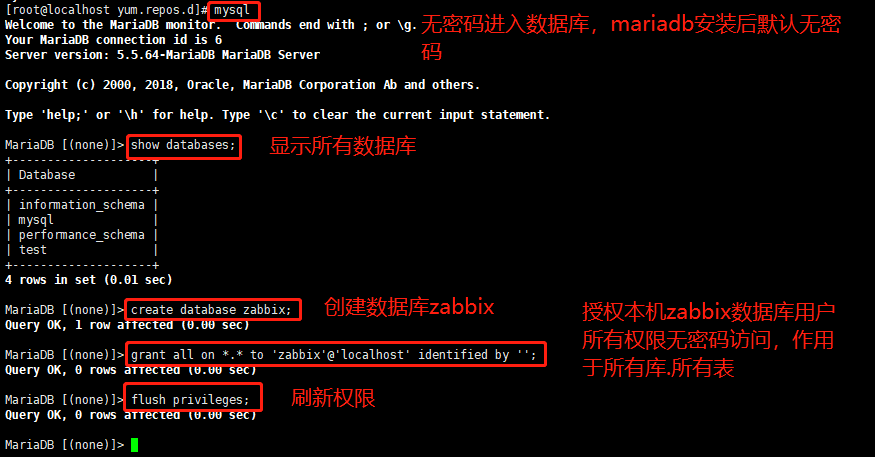 [root@localhost yum.repos.d]# mysql
Welcome to the MariaDB monitor.  Commands end with ; or \g.
Your MariaDB connection id is 6
Server version: 5.5.64-MariaDB MariaDB Server
无密码进入数据库，mariadb安装后默认无密
码
Copyright (c) 2000, 2018, Oracle, MariaDB Corporation Ab and others.
Type 'help;' or '\h' for help. Type '\c' to clear the current input statement.
MariaDB [(none)]> show databases;
显示所有数据库
+--------------------+
| Database           |
+--------------------+
| information_schema |
| mysql              |
| performance_schema |
| test               |
+--------------------+
4 rows in set (0.01 sec)
MariaDB [(none)]> create database zabbix;
创建数据库zabbix
Query OK, 1 row affected (0.00 sec)
MariaDB [(none)]> grant all on *.* to 'zabbix'@'localhost' identified by '';
Query OK, 0 rows affected (0.00 sec)
授权本机zabbix数据库用户
所有权限无密码访问，作用
于所有库.所有表
MariaDB [(none)]> flush privileges;
刷新权限
Query OK, 0 rows affected (0.00 sec)
MariaDB [(none)]>